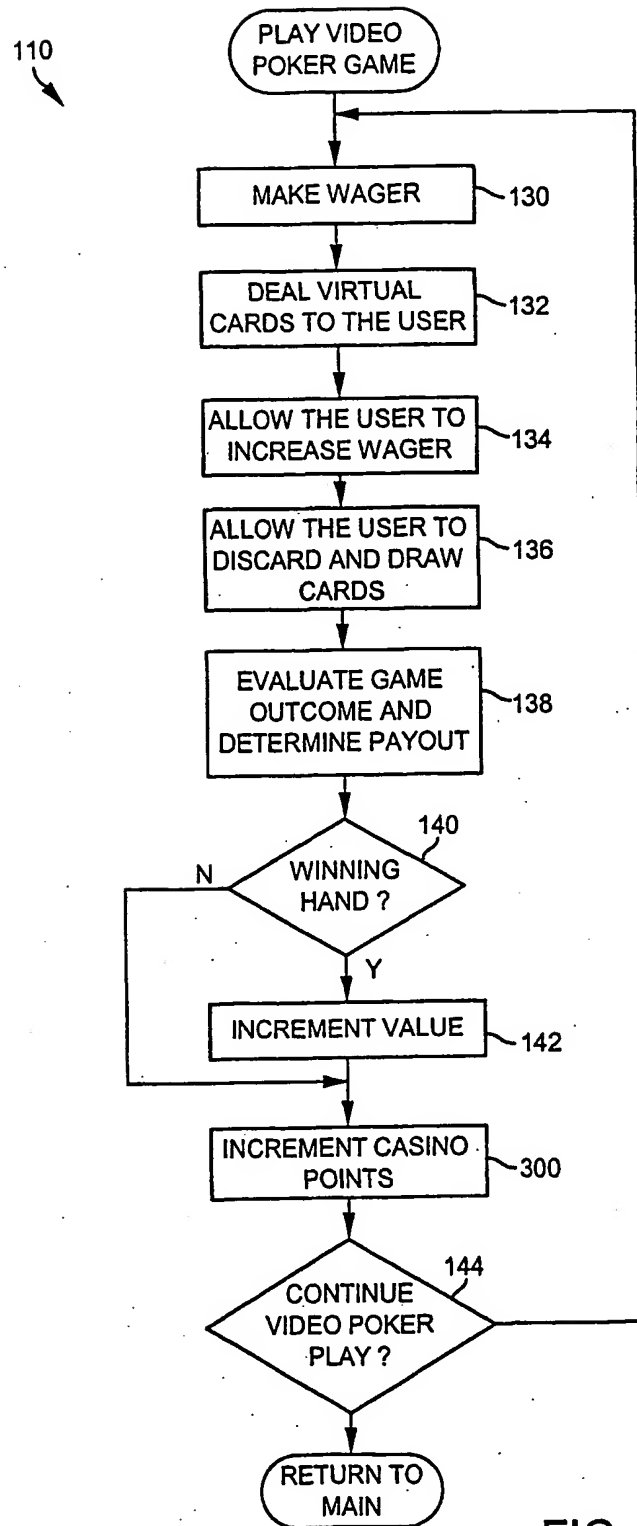 110
PLAY VIDEO
POKER GAME
MAKE WAGER
130
DEAL VIRTUAL
CARDS TO THE USER
132
ALLOW THE USER TO
INCREASE WAGER
134
ALLOW THE USER TO
DISCARD AND DRAW
CARDS
136
EVALUATE GAME
OUTCOME AND
DETERMINE PAYOUT
138
140
WINNING
HAND ?
N
Y
INCREMENT VALUE
142
INCREMENT CASINO
POINTS
300
144
CONTINUE
VIDEO POKER
PLAY ?
RETURN TO
MAIN